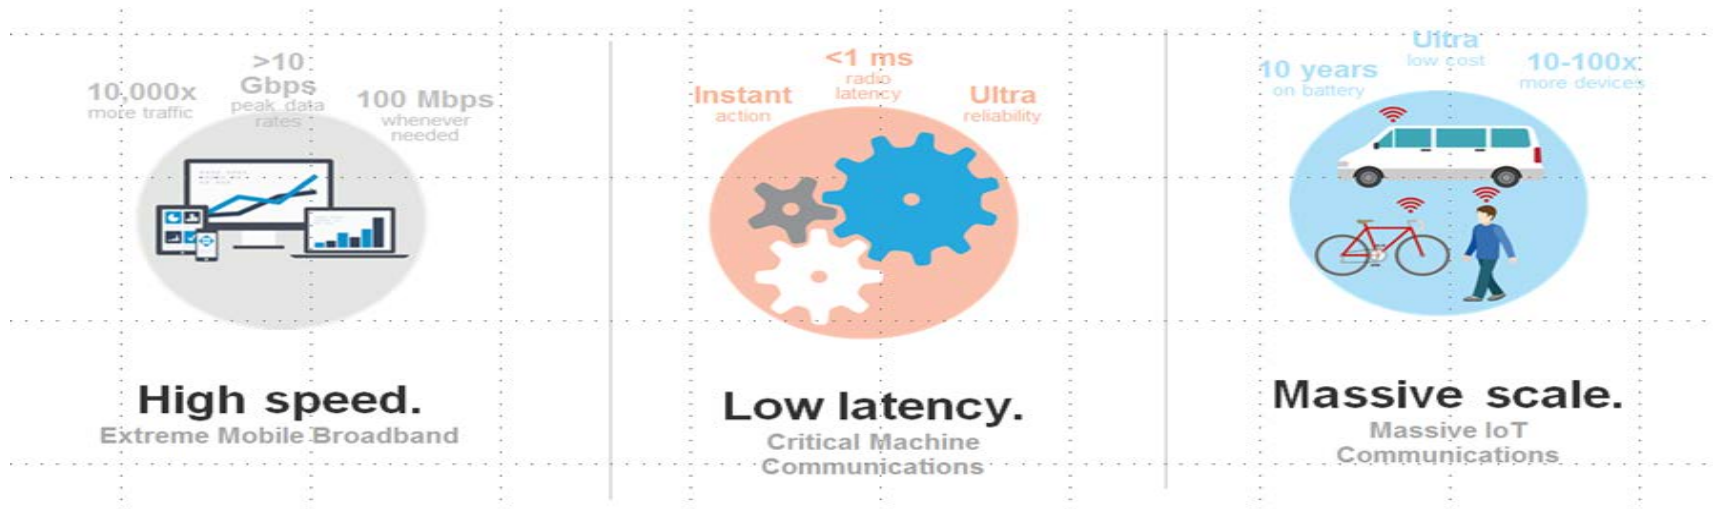 10,000x
more traffic
>10
Gbps
peak data
rates
100 Mbps
whenever
needed
High speed.
Extreme Mobile Broadband
Instant
action
<1 ms
radio
latency
Ultra
reliability
Low latency.
Critical Machine
Communications
10 years
on battery
Ultra
low cost
10-100x
more devices
Massive scale.
Massive IoT
Communications